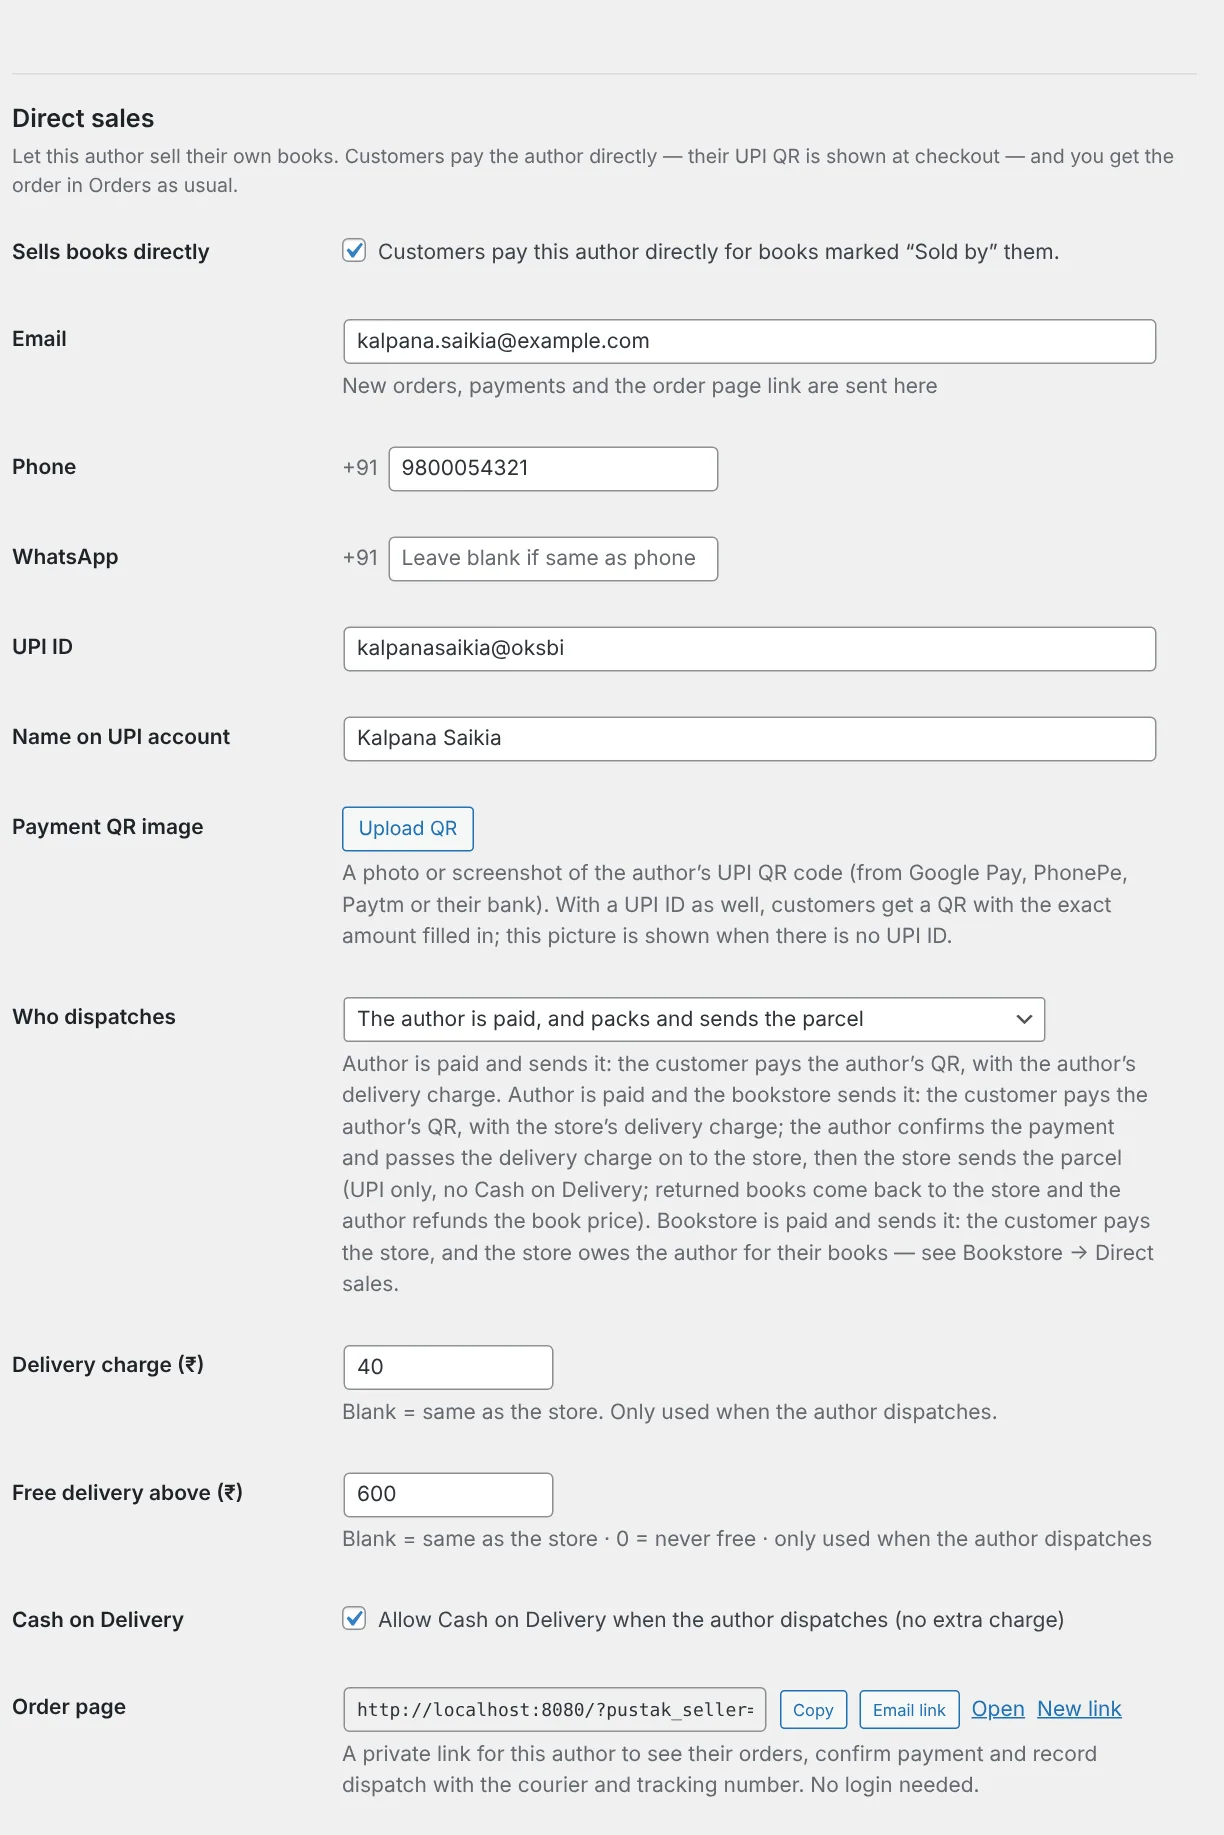 Direct sales
Let this author sell their own books. Customers pay the author directly — their UPI QR is shown at checkout — and you get the
order in Orders as usual.
Sells books directly
Customers pay this author directly for books marked “Sold by” them.
Email
kalpana.saikia@example.com
New orders, payments and the order page link are sent here
Phone
+91 9800054321
WhatsApp
+91 Leave blank if same as phone
UPI ID
kalpanasaikia@oksbi
Name on UPI account
Kalpana Saikia
Payment QR image
Upload QR
A photo or screenshot of the author’s UPI QR code (from Google Pay, PhonePe,
Paytm or their bank). With a UPI ID as well, customers get a QR with the exact
amount filled in; this picture is shown when there is no UPI ID.
Who dispatches
The author is paid, and packs and sends the parcel
Author is paid and sends it: the customer pays the author’s QR, with the author’s
delivery charge. Author is paid and the bookstore sends it: the customer pays the
author’s QR, with the store’s delivery charge; the author confirms the payment
and passes the delivery charge on to the store, then the store sends the parcel
(UPI only, no Cash on Delivery; returned books come back to the store and the
author refunds the book price). Bookstore is paid and sends it: the customer pays
the store, and the store owes the author for their books — see Bookstore → Direct
sales.
Delivery charge (₹)
40
Blank = same as the store. Only used when the author dispatches.
Free delivery above (₹)
600
Blank = same as the store · 0 = never free · only used when the author dispatches
Cash on Delivery
Allow Cash on Delivery when the author dispatches (no extra charge)
Order page
http://localhost:8080/?pustak_seller= Copy Email link Open New link
A private link for this author to see their orders, confirm payment and record
dispatch with the courier and tracking number. No login needed.